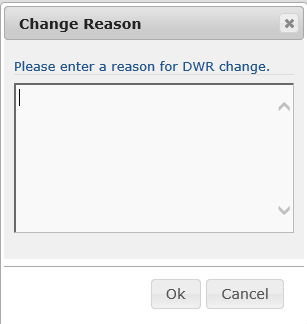 Change Reason
Please enter a reason for DWR change.
Ok
Cancel